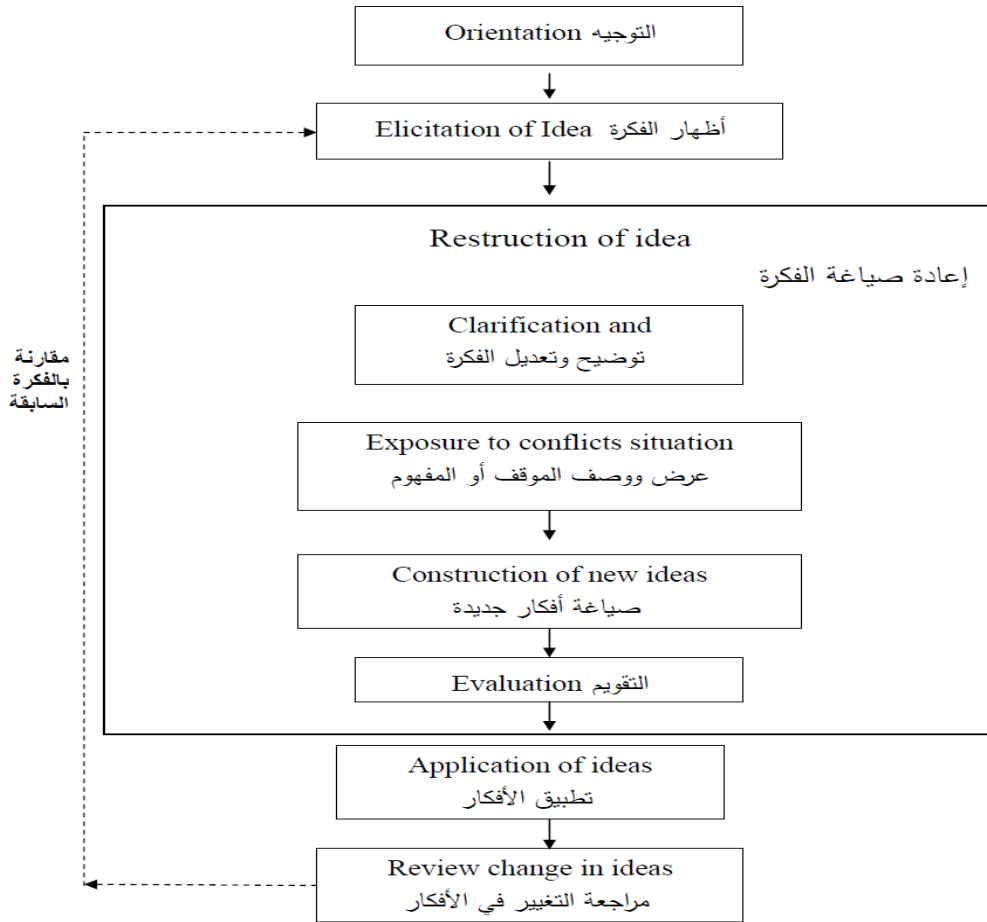 Orientation التوجيه
Elicitation of Idea أظهار الفكرة
Restruction of idea
إعادة صياغة الفكرة
Clarification and
توضيح وتعديل الفكرة
مقارنة
بالفكرة
السابقة
Exposure to conflicts situation
عرض ووصف الموقف أو المفهوم
Construction of new ideas
صياغة أفكار جديدة
Evaluation التقويم
Application of ideas
تطبيق الأفكار
Review change in ideas
مراجعة التغيير في الأفكار